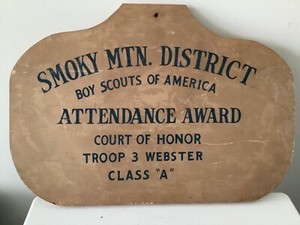 SMOKY MTN. DISTRICT
BOY SCOUTS OF AMERICA
ATTENDANCE AWARD
COURT OF HONOR
TROOP 3 WEBSTER
CLASS "A"